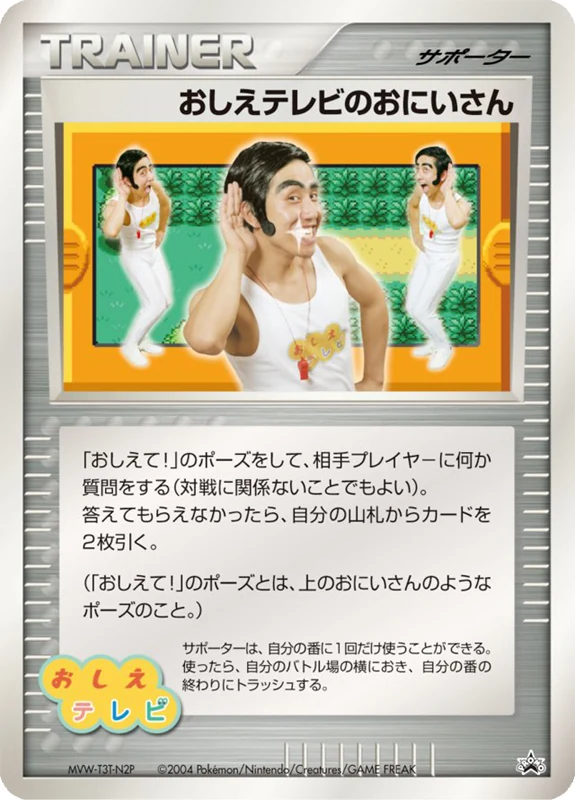 TRAINER
サポーター
おしえテレビのおにいさん
おしえ
テレビ
「おしえて!」のポーズをして、相手プレイヤーに何か
質問をする(対戦に関係ないことでもよい)。
答えてもらえなかったら、自分の山札からカードを
2枚引く。
(「おしえて!」のポーズとは、上のおにいさんのような
ポーズのこと。)
サポーターは、自分の番に1回だけ使うことができる。
使ったら、自分のバトル場の横におき、自分の番の
終わりにトラッシュする。
おしえ
テレビ
MVW-T3T-N2P ©2004 Pokémon/Nintendo/Creatures/GAME FREAK